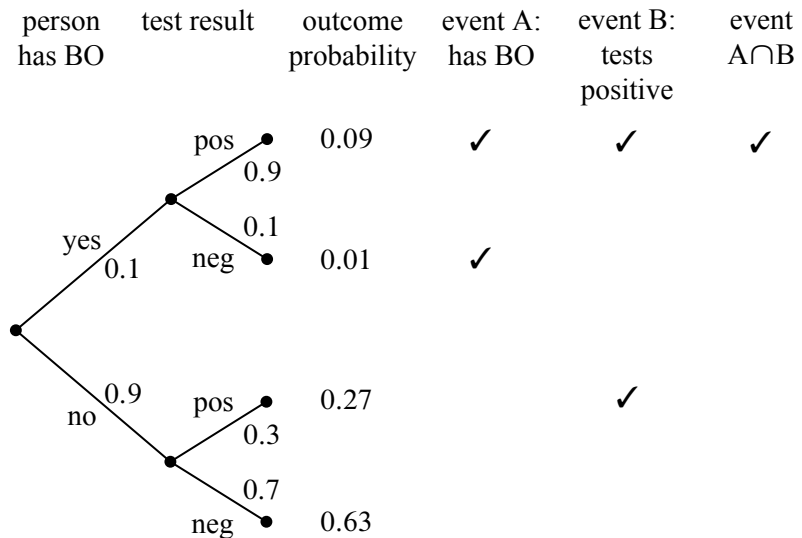 person test result outcome event A: event B: event
has BO probability has BO tests A∩B
positive
pos 0.09 ✓ ✓ ✓
0.9
0.1
yes
neg 0.01 ✓
0.1
0.9
pos 0.27 ✓
no
0.3
0.7
neg 0.63